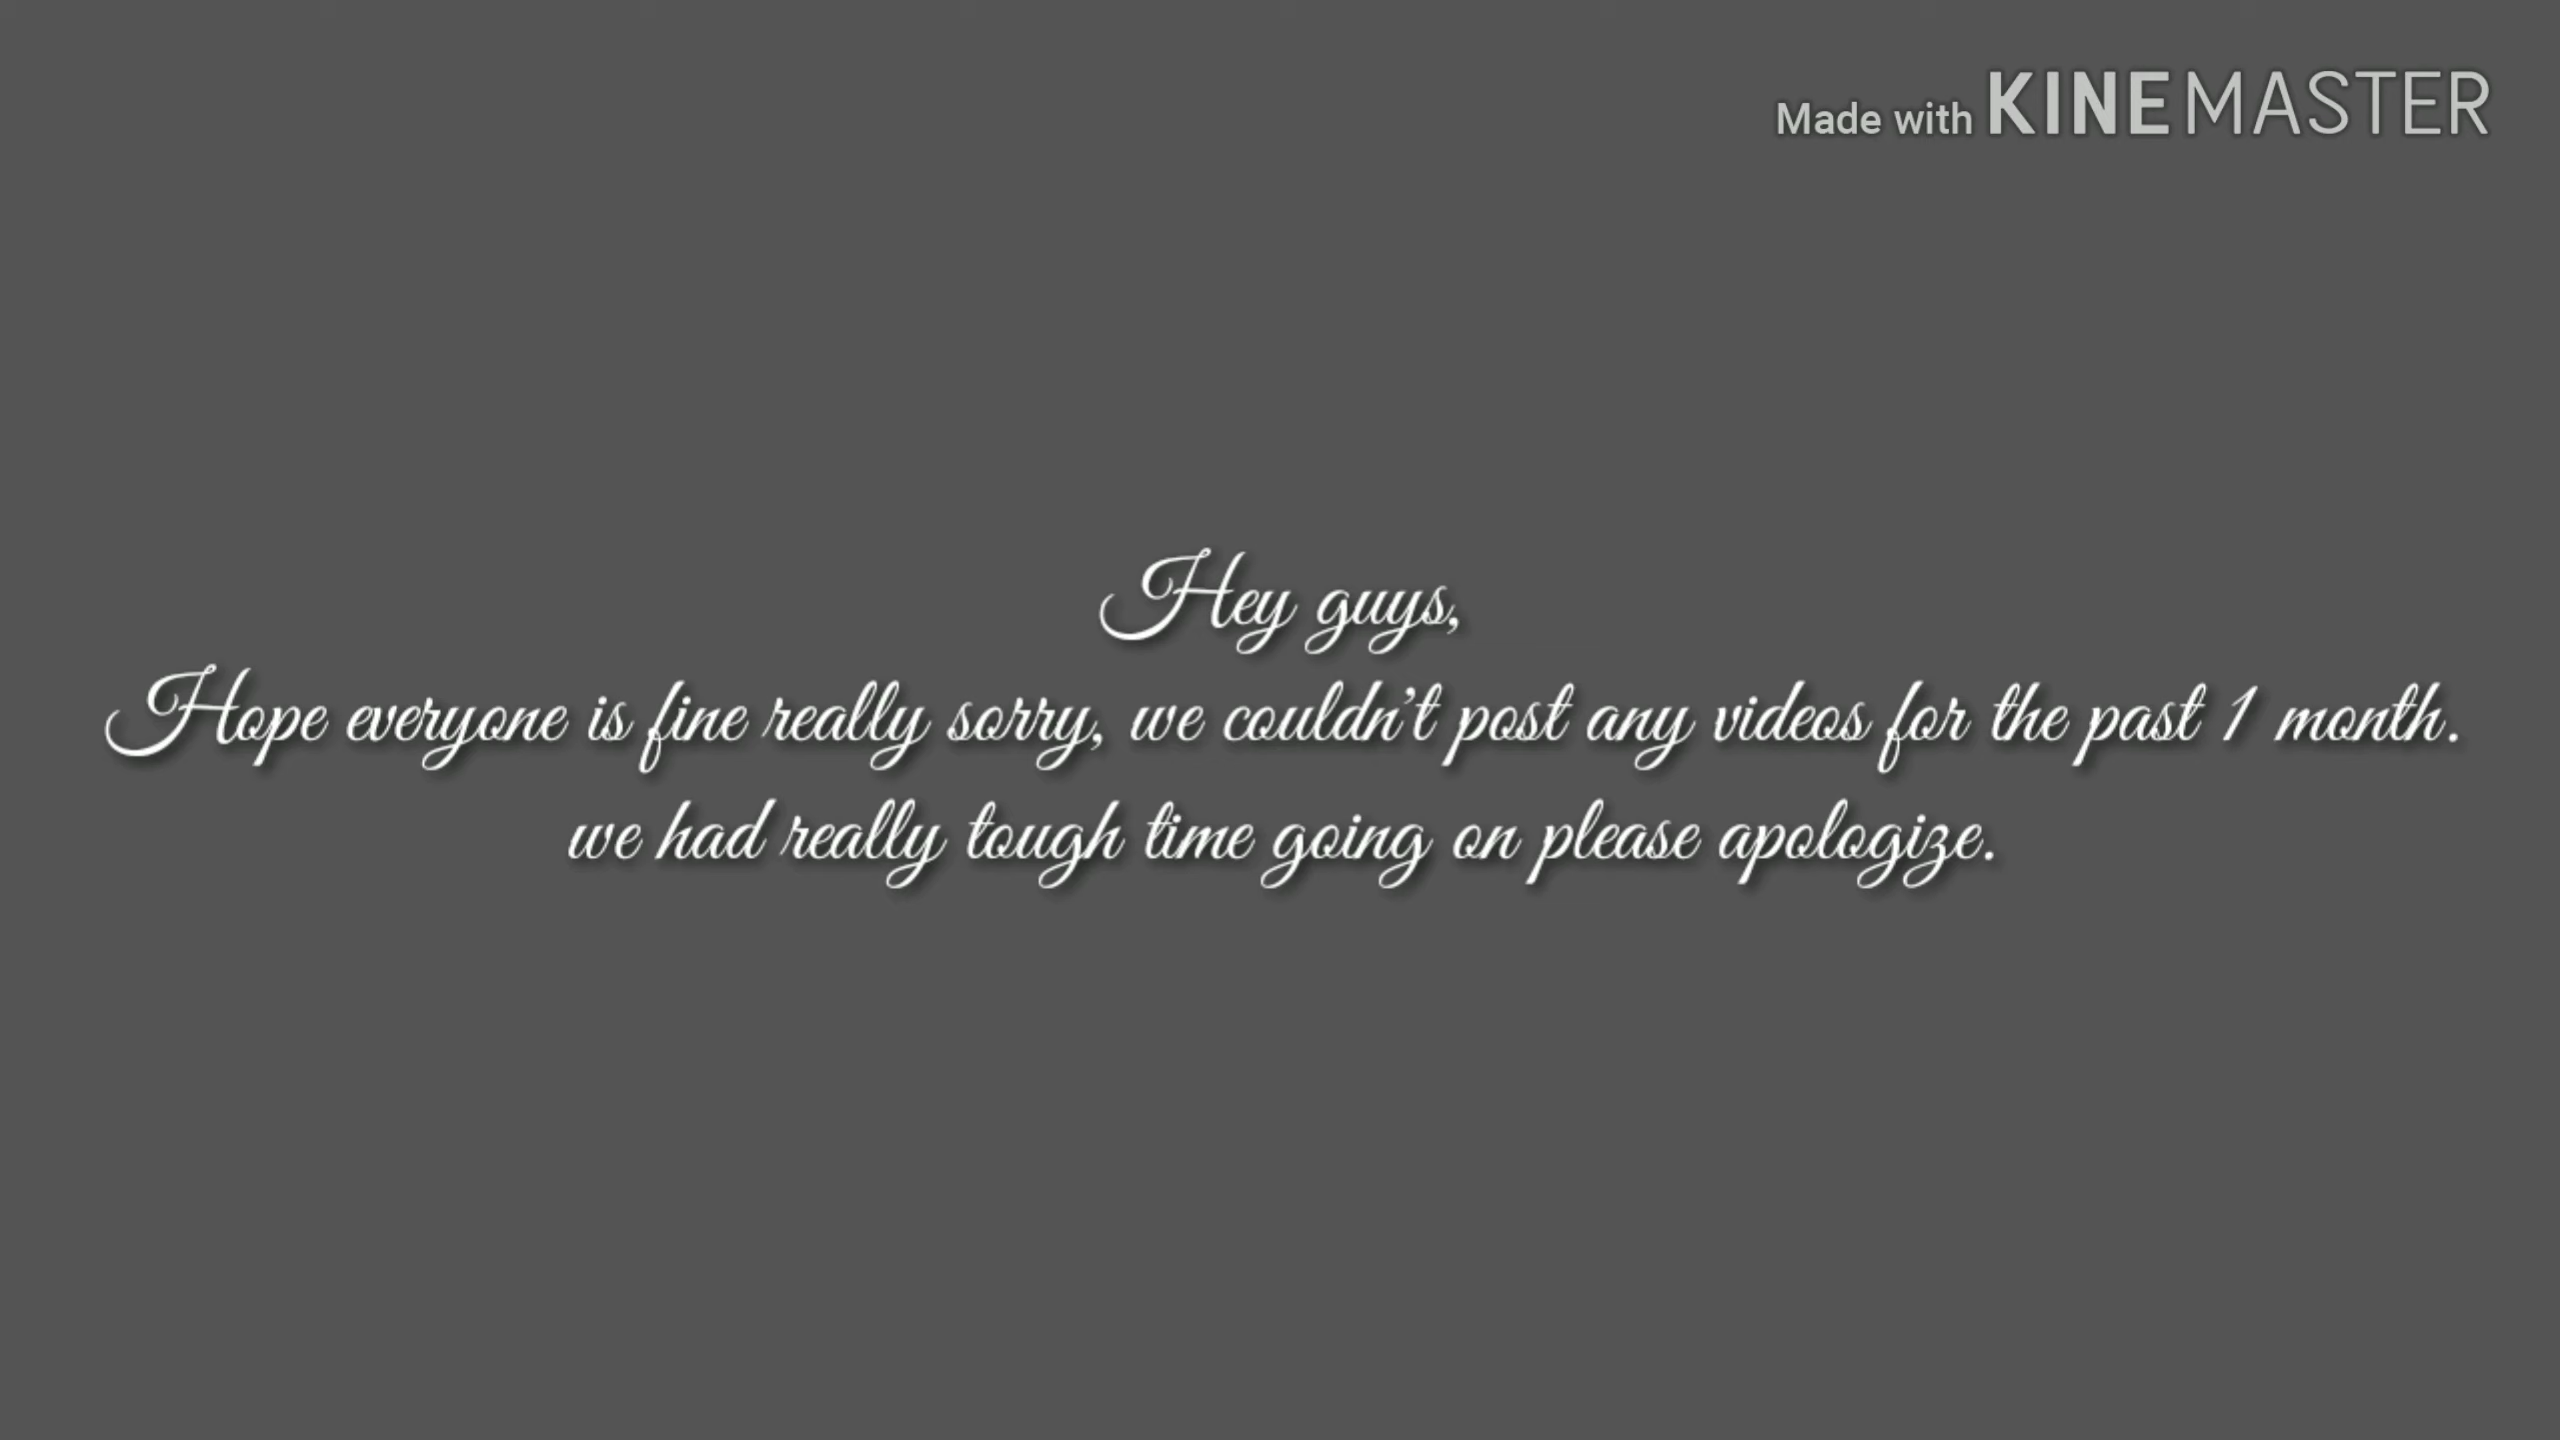 Made with KINEMASTER
Hey guys,
Hope everyone is fine really sorry, we couldn't post any videos for the past 1 month.
we had really tough time going on please apologize.